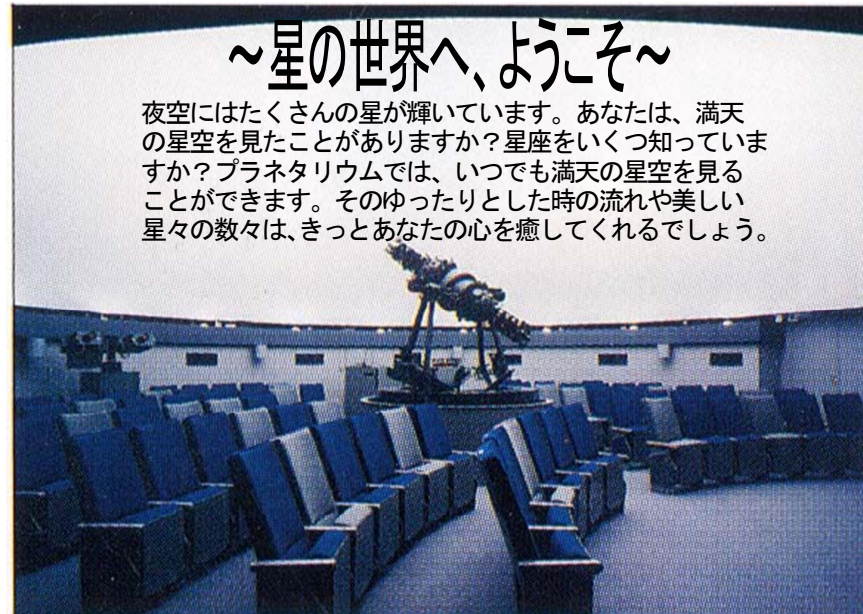 ～星の世界へ、ようこそ～
夜空にはたくさんの星が輝いています。あなたは、満天
の星空を見たことがありますか？星座をいくつ知っていま
すか？プラネタリウムでは、いつでも満天の星空を見る
ことができます。そのゆったりとした時の流れや美しい
星々の数々は、きっとあなたの心を癒してくれるでしょう。